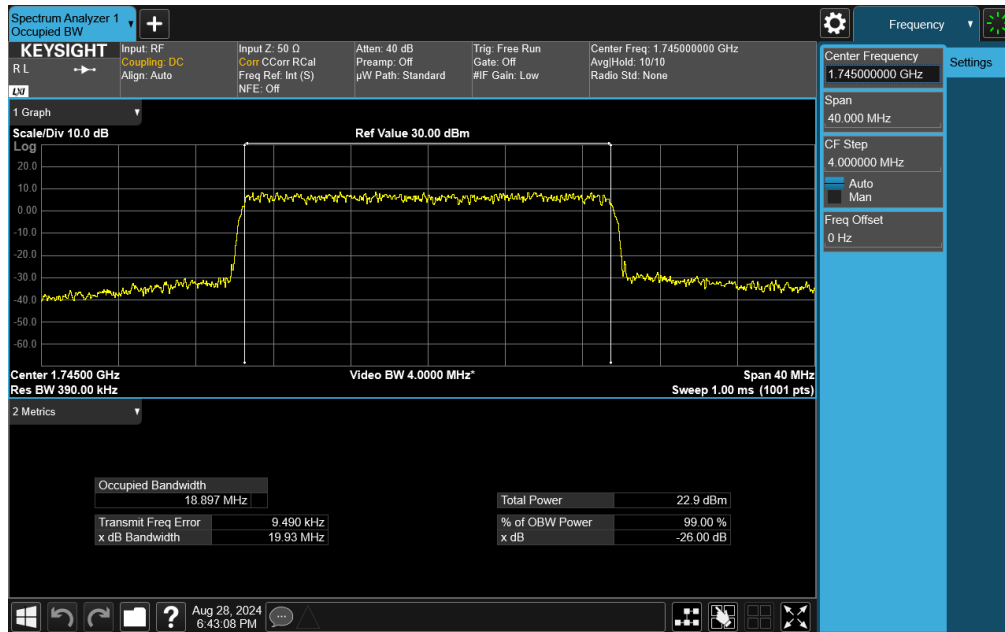 Spectrum Analyzer 1
Occupied BW
+
Frequency
KEYSIGHT
R L
LXI
Input: RF
Coupling: DC
Align: Auto
Input Z: 50 Ω
Corr CCorr RCal
Freq Ref: Int (S)
NFE: Off
Atten: 40 dB
Preamp: Off
µW Path: Standard
Trig: Free Run
Gate: Off
#IF Gain: Low
Center Freq: 1.745000000 GHz
Avg|Hold: 10/10
Radio Std: None
Center Frequency
1.745000000 GHz
Settings
Span
40.000 MHz
CF Step
4.000000 MHz
Auto
Man
Freq Offset
0 Hz
1 Graph
Scale/Div 10.0 dB
Ref Value 30.00 dBm
Log
20.0
10.0
0.00
-10.0
-20.0
-30.0
-40.0
-50.0
-60.0
Center 1.74500 GHz
Video BW 4.0000 MHz*
Span 40 MHz
Res BW 390.00 kHz
Sweep 1.00 ms (1001 pts)
2 Metrics
Occupied Bandwidth
18.897 MHz
Total Power 22.9 dBm
Transmit Freq Error 9.490 kHz
% of OBW Power 99.00 %
x dB Bandwidth 19.93 MHz
x dB -26.00 dB
?
Aug 28, 2024
6:43:08 PM